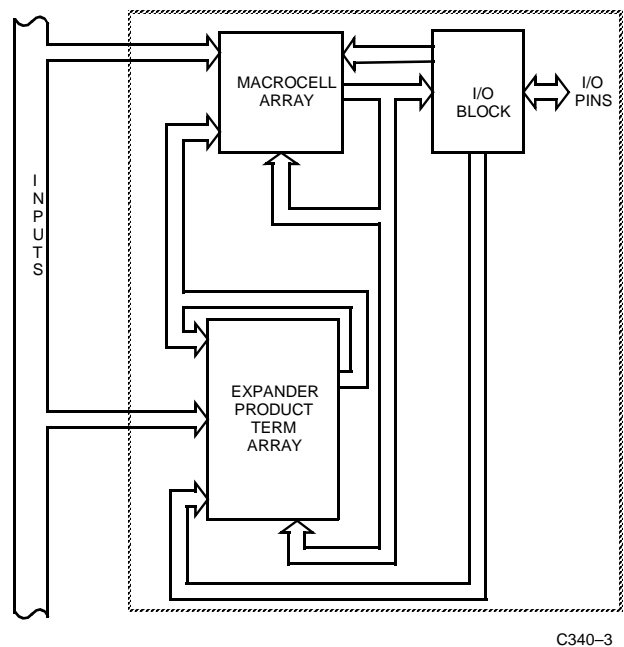 INPUTS
MACROCELL
ARRAY
I/O
BLOCK
I/O
PINS
EXPANDER
PRODUCT
TERM
ARRAY
C340–3